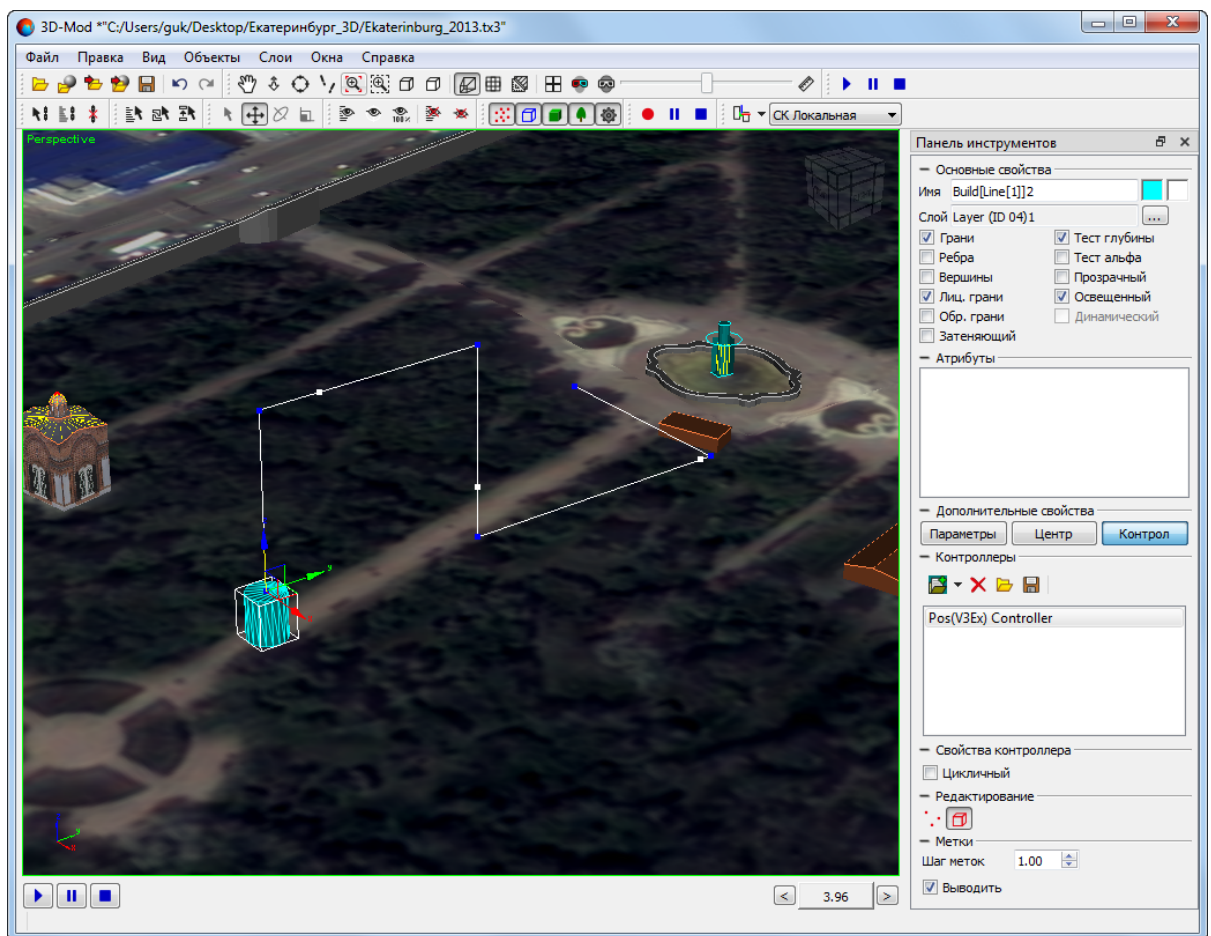 3D-Mod *"C:/Users/guk/Desktop/Екатеринбург_3D/Ekaterinburg_2013.tx3"
Файл Правка Вид Объекты Слои Окна Справка
100%
СК Локальная
Perspective
Панель инструментов
Основные свойства
Имя Build[Line[1]]2
Слой Layer (ID 04)1 ...
Грани Тест глубины
Ребра Тест альфа
Вершины Прозрачный
Лиц. грани Освещенный
Обр. грани Динамический
Затеняющий
Атрибуты
Дополнительные свойства
Параметры Центр Контрол
Контроллеры
Pos(V3Ex) Controller
Свойства контроллера
Цикличный
Редактирование
Метки
Шаг меток 1.00
Выводить
y
y
< 3.96 >